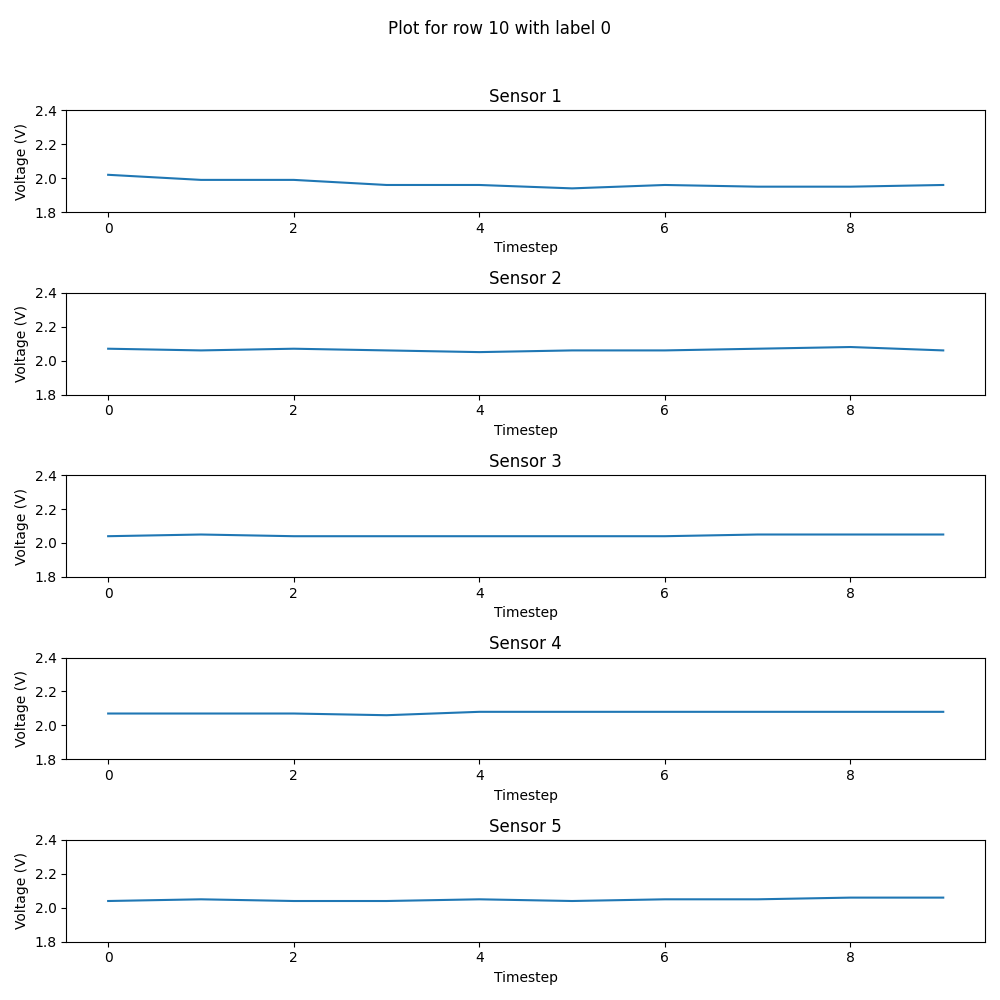 Plot for row 10 with label 0
Sensor 1
Voltage (V)
2.4
2.2
2.0
1.8
0 2 4 6 8
Timestep
Sensor 2
Voltage (V)
2.4
2.2
2.0
1.8
0 2 4 6 8
Timestep
Sensor 3
Voltage (V)
2.4
2.2
2.0
1.8
0 2 4 6 8
Timestep
Sensor 4
Voltage (V)
2.4
2.2
2.0
1.8
0 2 4 6 8
Timestep
Sensor 5
Voltage (V)
2.4
2.2
2.0
1.8
0 2 4 6 8
Timestep